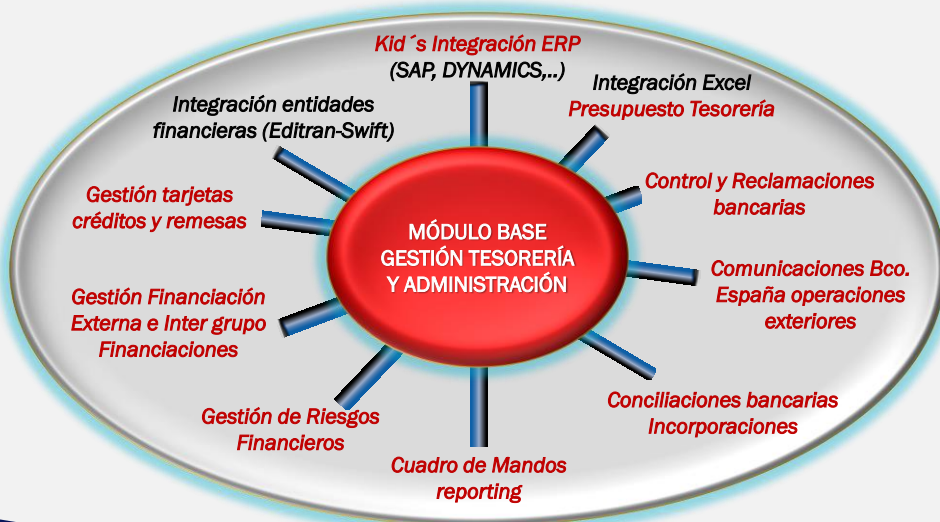 Kid´s Integración ERP
(SAP, DYNAMICS,..)
Integración Excel
Presupuesto Tesorería
Integración entidades
financieras (Editran-Swift)
Control y Reclamaciones
bancarias
Gestión tarjetas
créditos y remesas
MÓDULO BASE
GESTIÓN TESORERÍA
Y ADMINISTRACIÓN
Comunicaciones Bco.
España operaciones
exteriores
Gestión Financiación
Externa e Inter grupo
Financiaciones
Conciliaciones bancarias
Incorporaciones
Gestión de Riesgos
Financieros
Cuadro de Mandos
reporting